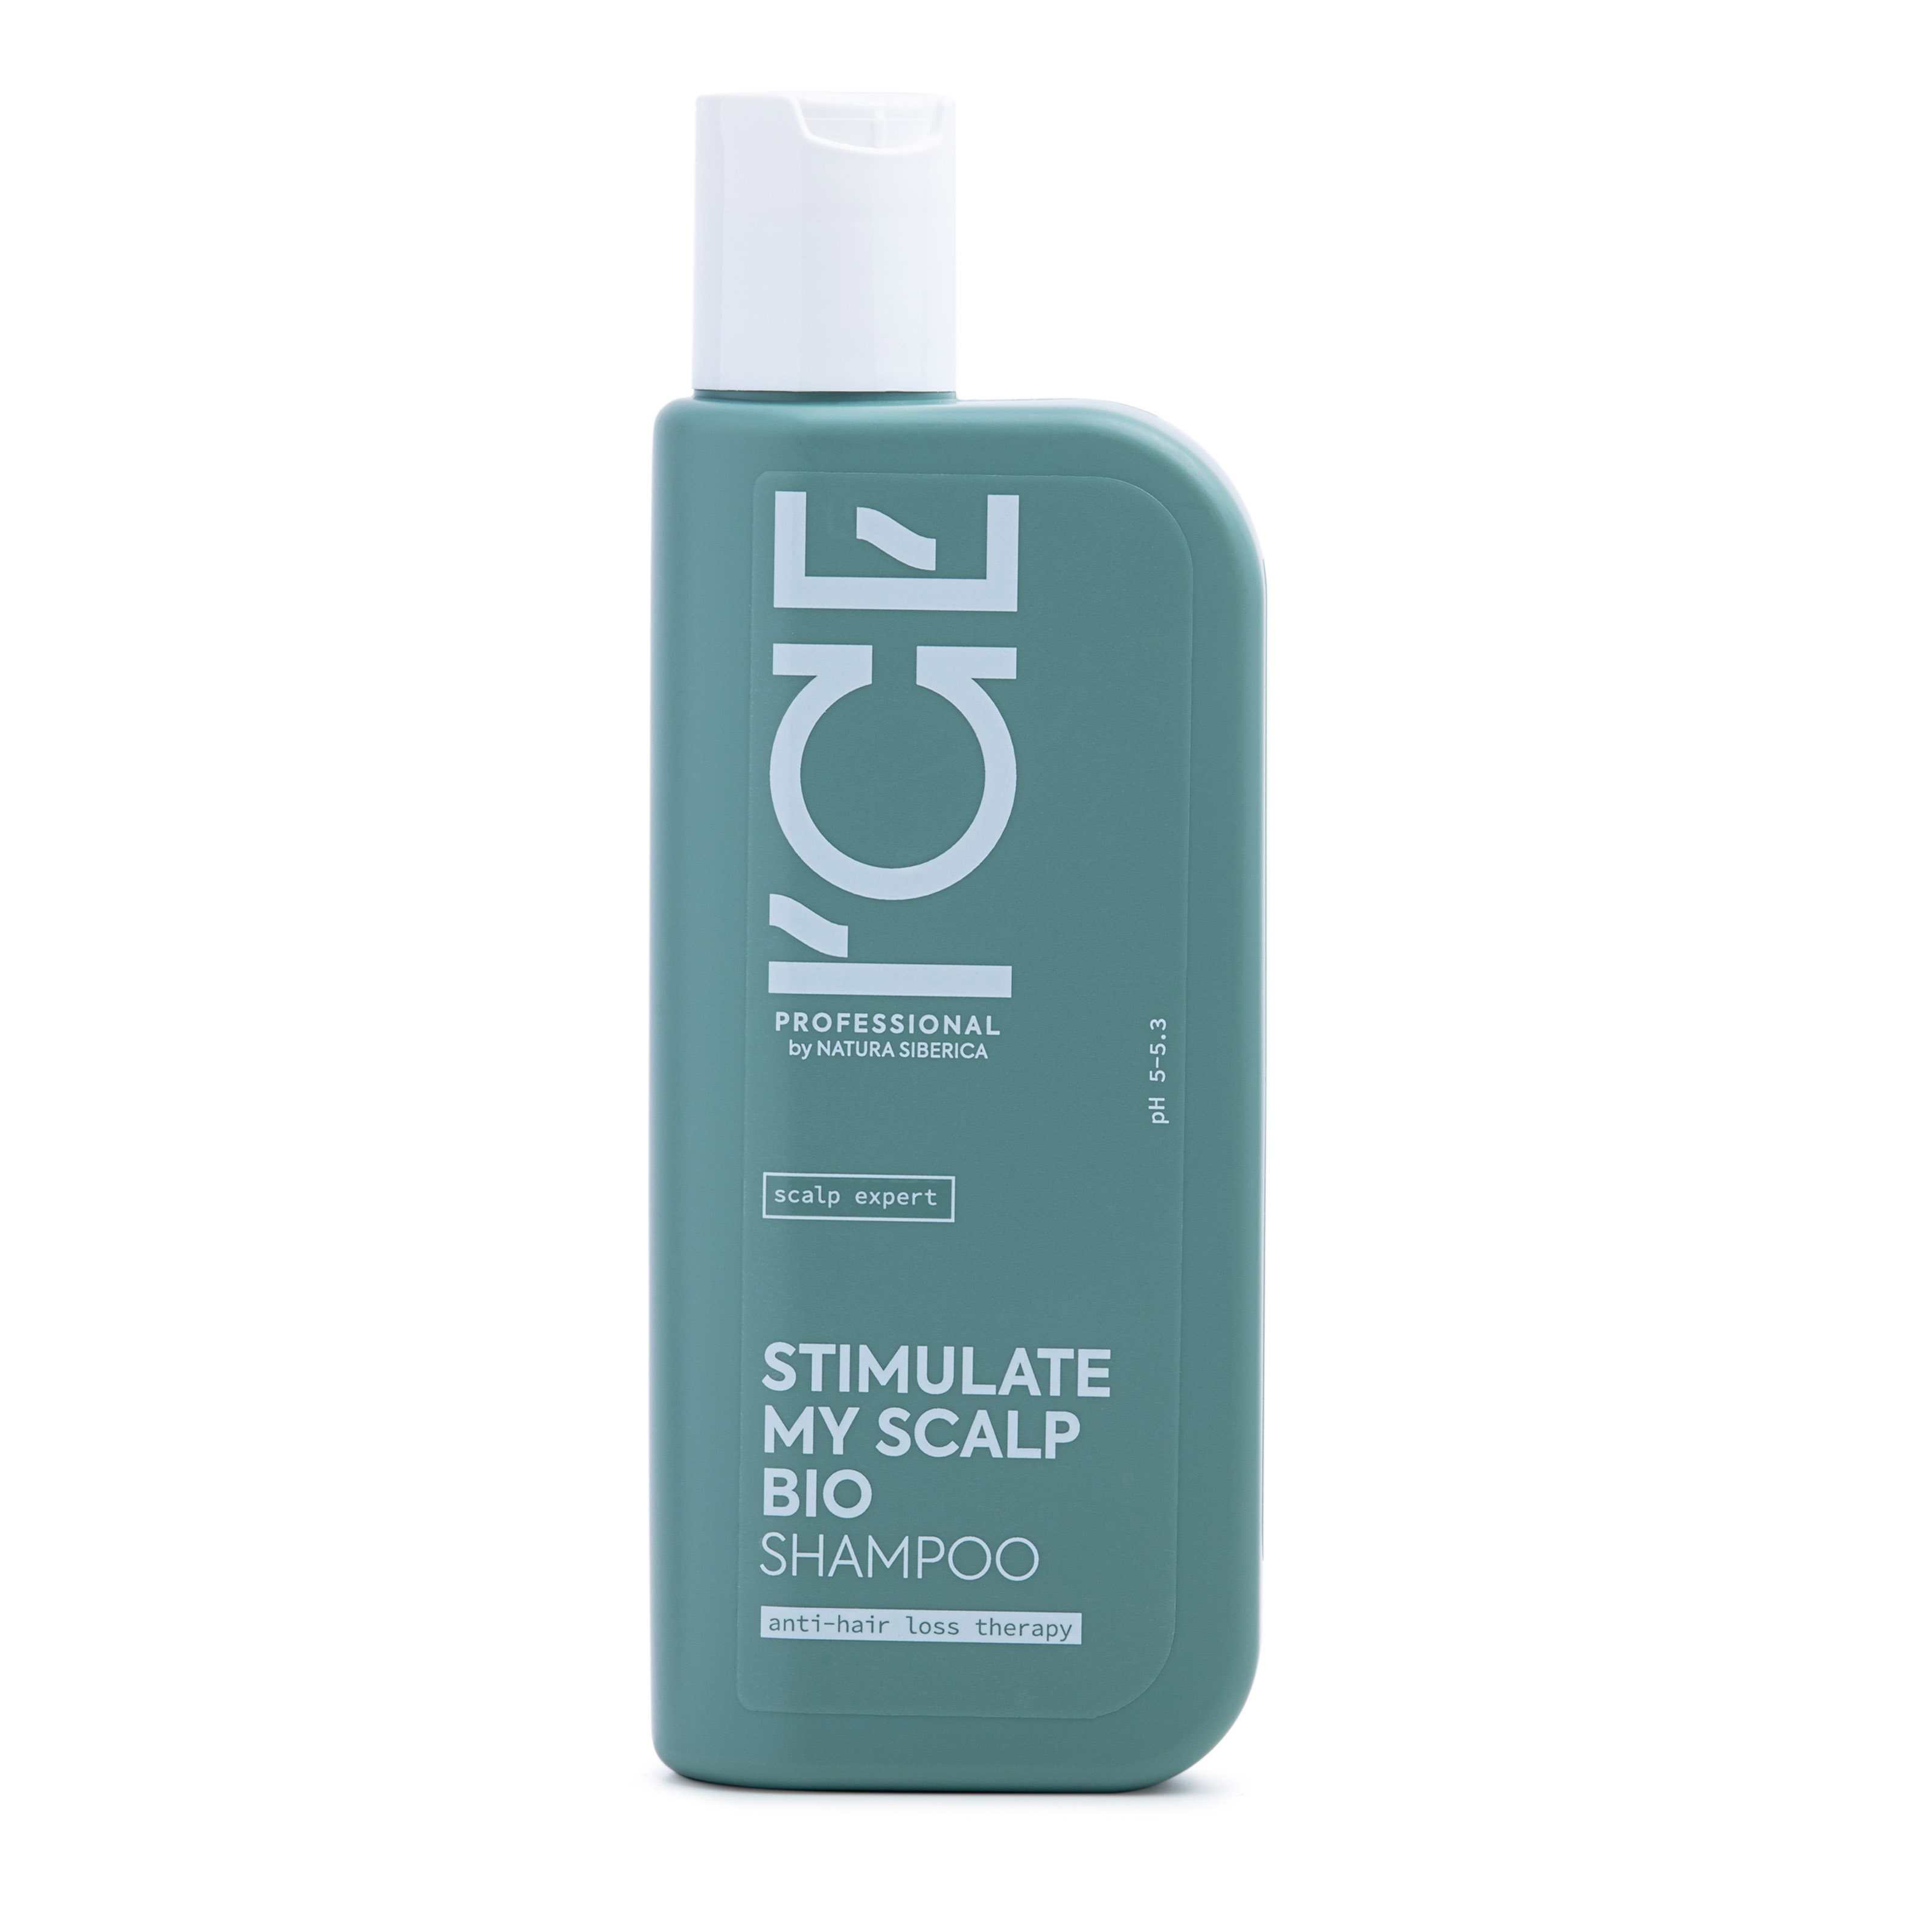 I'CE
PROFESSIONAL
by NATURA SIBERICA
pH 5–5.3
scalp expert
STIMULATE
MY SCALP
BIO
SHAMPOO
anti-hair loss therapy